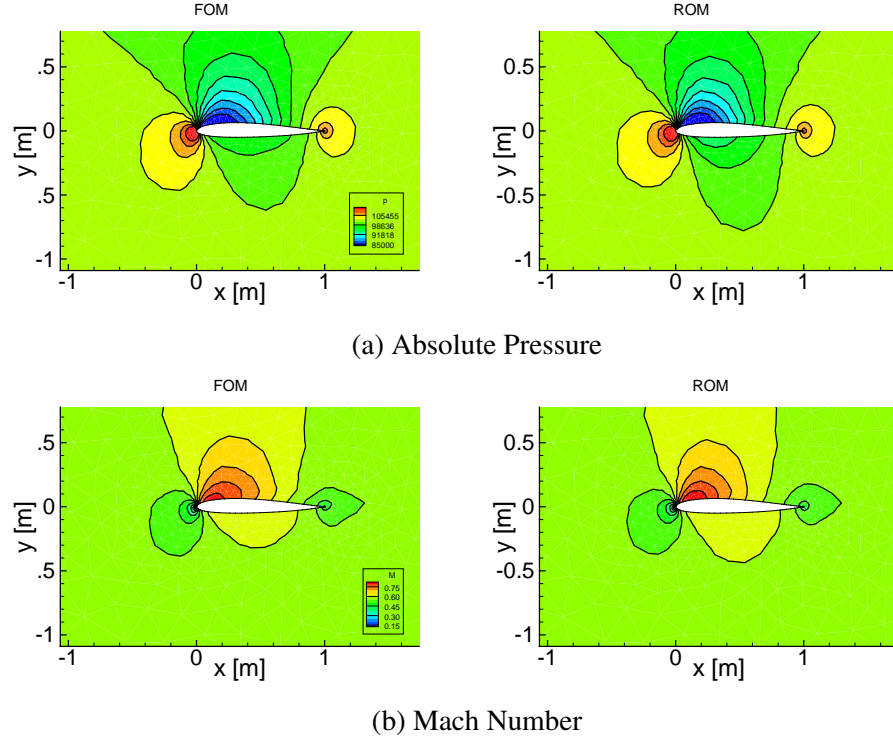 FOM
ROM
y [m]
.5
0
.5
-1
-1
0
1
x [m]
p
105455
98636
91818
85000
y [m]
0.5
0
-0.5
-1
-1
0
1
x [m]
(a) Absolute Pressure
FOM
ROM
y [m]
.5
0
.5
-1
-1
0
1
x [m]
M
0.75
0.60
0.45
0.30
0.15
y [m]
0.5
0
-0.5
-1
-1
0
1
x [m]
(b) Mach Number